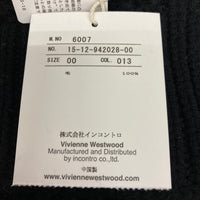 M.NO 6007
NO. 15-12-942028-00
SIZE 00 COL. 013
% 100%
株式会社インコントロ
Vivienne Westwood
Manufactured and Distributed
by incontro co.,ltd.
中国製
www.viviennewestwood.com